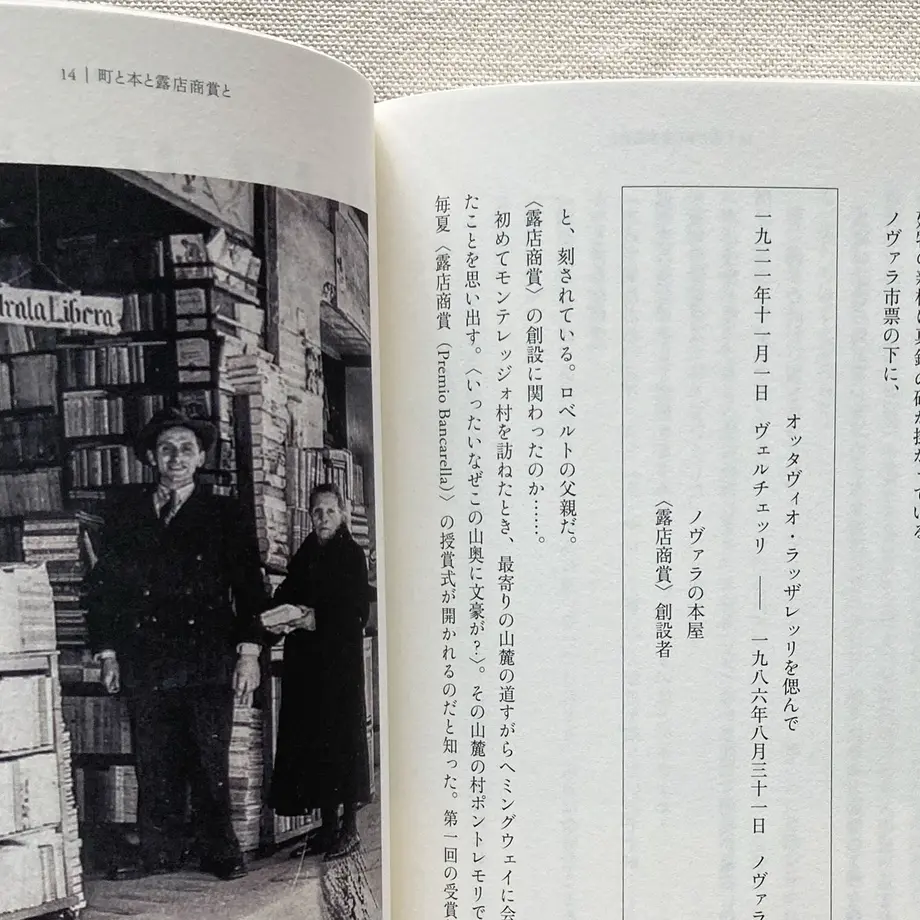 14 | 町と本と露店商賞と
rala Libera
ノヴァラ市票の下に、
オッタヴィオ・ラッザレッリを偲んで
一九二一年十一月一日 ヴェルチェッリ ── 一九八六年八月三十一日 ノヴァラ
ノヴァラの本屋
〈露店商賞〉創設者
と、刻されている。ロベルトの父親だ。
〈露店商賞〉の創設に関わったのか……。
初めてモンテレッジォ村を訪ねたとき、最寄りの山麓の道すがらヘミングウェイに会
たことを思い出す。〈いったいなぜこの山奥に文豪が？〉。その山麓の村ポントレモリで
毎夏〈露店商賞（Premio Bancarella）〉の授賞式が開かれるのだと知った。第一回の受賞